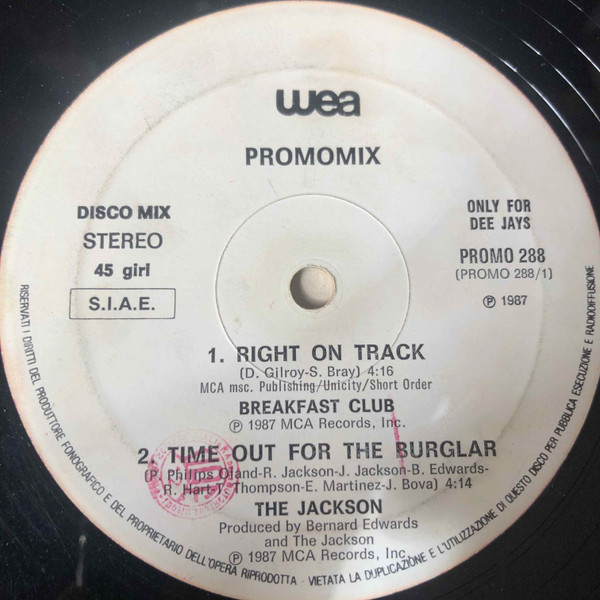 wea
PROMOMIX
DISCO MIX
STEREO
45 giri
S.I.A.E.
ONLY FOR
DEE JAYS
PROMO 288
(PROMO 288/1)
℗ 1987
1. RIGHT ON TRACK
(D. Gilroy-S. Bray) 4:16
MCA msc. Publishing/Unicity/Short Order
BREAKFAST CLUB
℗ 1987 MCA Records, Inc.
2. TIME OUT FOR THE BURGLAR
P. Philips Oland-R. Jackson-J. Jackson-B. Edwards-
R. Hart-T. Thompson-E. Martinez-J. Bova) 4:14
THE JACKSON
Produced by Bernard Edwards
and The Jackson
℗ 1987 MCA Records, Inc.
RISERVATI I DIRITTI DEL PRODUTTORE FONOGRAFICO E DEL PROPRIETARIO DELL'OPERA RIPRODOTTA - VIETATA LA DUPLICAZIONE E L'UTILIZZAZIONE DI QUESTO DISCO PER PUBBLICA ESECUZIONE E RADIODIFFUSIONE